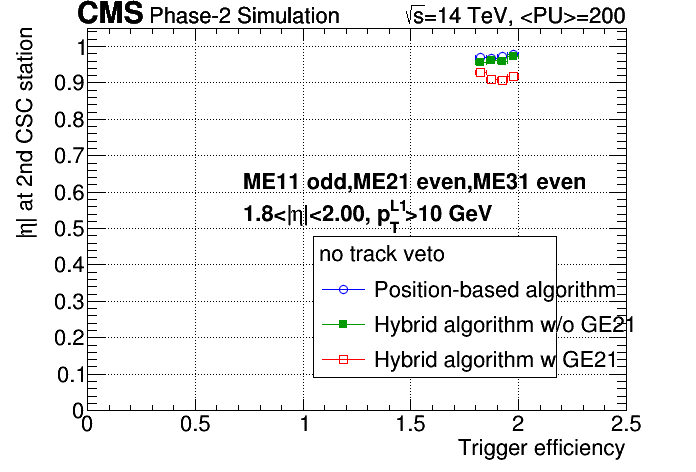 CMS Phase-2 Simulation √s=14 TeV, <PU>=200
|η| at 2nd CSC station
1
0.9
0.8
0.7
0.6
0.5
0.4
0.3
0.2
0.1
0
ME11 odd,ME21 even,ME31 even
1.8<|η|<2.00, p_T^L1>10 GeV
no track veto
Position-based algorithm
Hybrid algorithm w/o GE21
Hybrid algorithm w GE21
0 0.5 1 1.5 2 2.5
Trigger efficiency